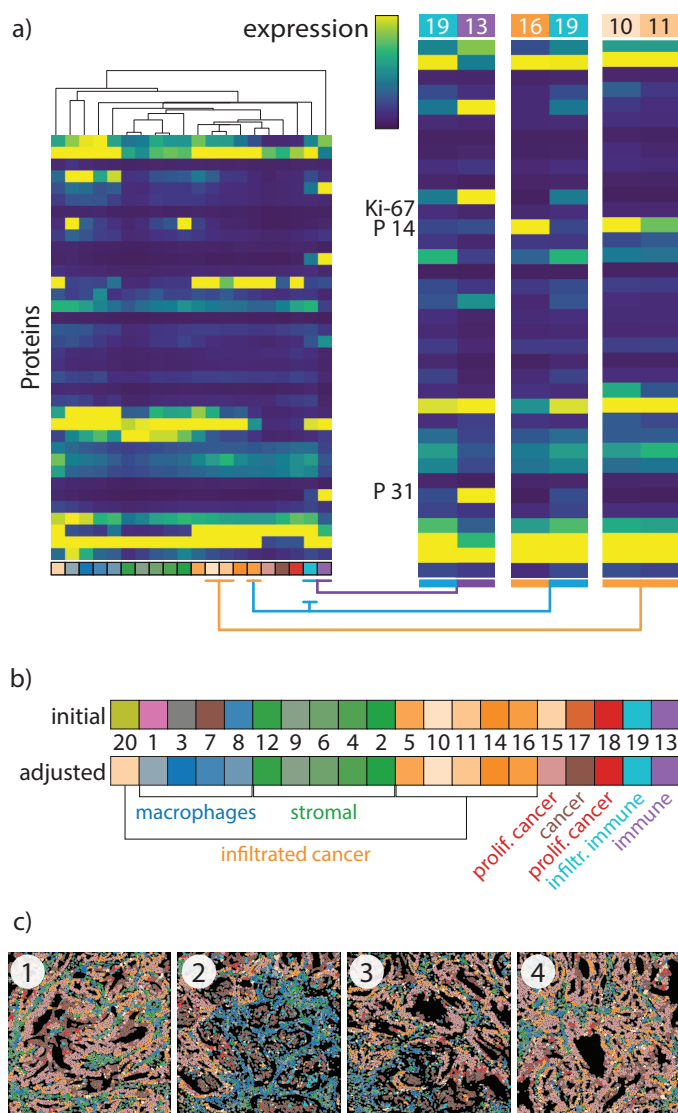 a)
expression
19 13 16 19 10 11
Ki-67
P 14
Proteins
P 31
b)
initial
20 1 3 7 8 12 9 6 4 2 5 10 11 14 16 15 17 18 19 13
adjusted
macrophages
stromal
infiltrated cancer
prolif. cancer
cancer
prolif. cancer
infiltr. immune
immune
c)
1 2 3 4